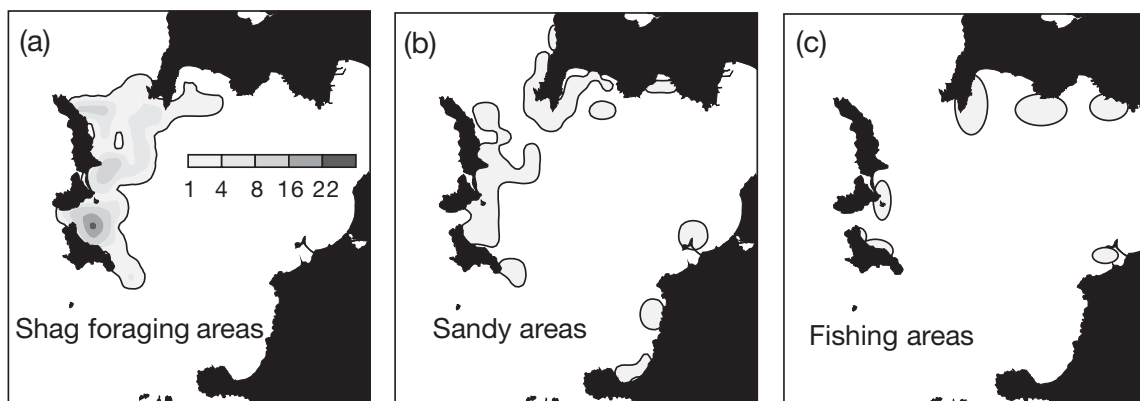 (a)
1 4 8 16 22
Shag foraging areas
(b)
Sandy areas
(c)
Fishing areas